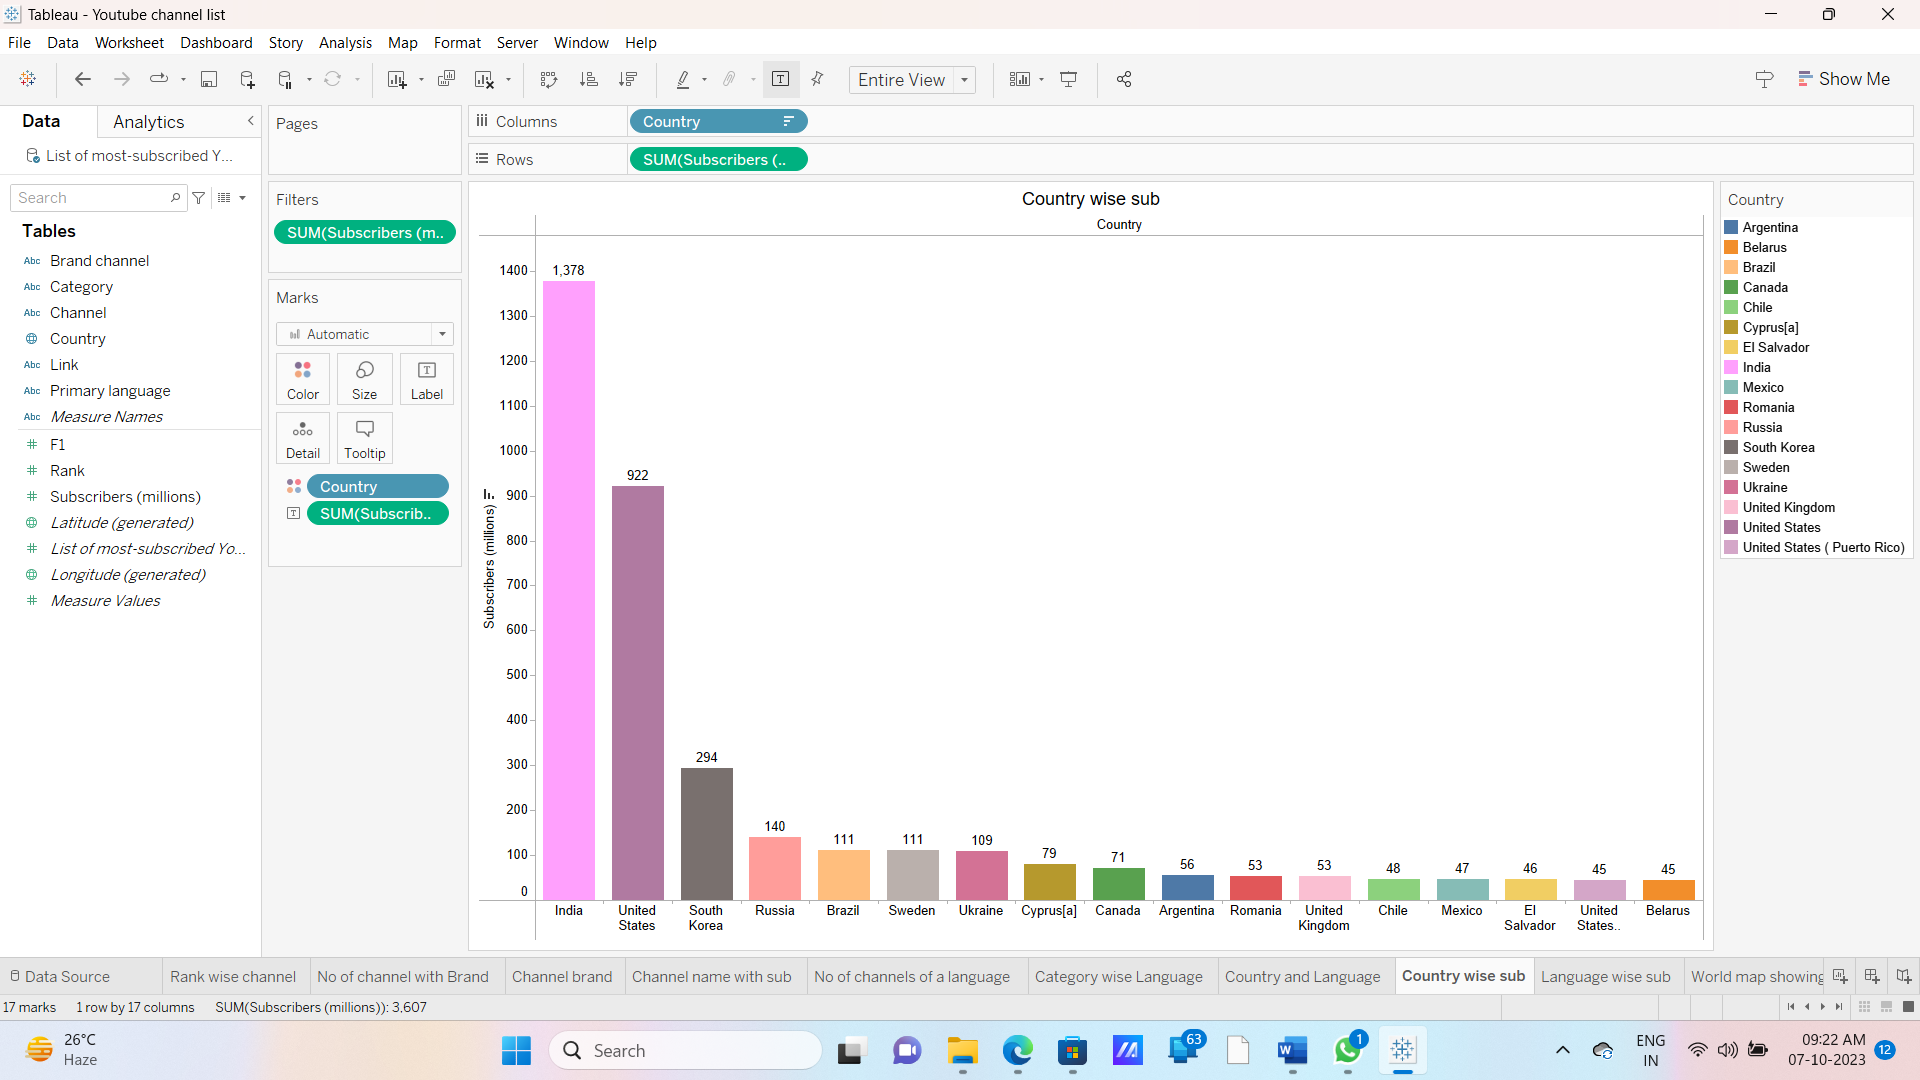 Tableau - Youtube channel list
File Data Worksheet Dashboard Story Analysis Map Format Server Window Help
Entire View
Show Me
Data Analytics
List of most-subscribed Y...
Search
Tables
Abc Brand channel
Abc Category
Abc Channel
Country
Abc Link
Abc Primary language
Abc Measure Names
# F1
# Rank
# Subscribers (millions)
Latitude (generated)
# List of most-subscribed Yo...
Longitude (generated)
# Measure Values
Pages
Filters
SUM(Subscribers (m..
Marks
Automatic
Color Size Label
Detail Tooltip
Country
SUM(Subscrib..
Columns Country
Rows SUM(Subscribers (..
Country wise sub
Country
Subscribers (millions)
1400
1300
1200
1100
1000
900
800
700
600
500
400
300
200
100
0
1,378 922 294 140 111 111 109 79 71 56 53 53 48 47 46 45 45
India United States South Korea Russia Brazil Sweden Ukraine Cyprus[a] Canada Argentina Romania United Kingdom Chile Mexico El Salvador United States.. Belarus
Country
Argentina
Belarus
Brazil
Canada
Chile
Cyprus[a]
El Salvador
India
Mexico
Romania
Russia
South Korea
Sweden
Ukraine
United Kingdom
United States
United States ( Puerto Rico)
Data Source Rank wise channel No of channel with Brand Channel brand Channel name with sub No of channels of a language Category wise Language Country and Language Country wise sub Language wise sub World map showing
17 marks 1 row by 17 columns SUM(Subscribers (millions)): 3,607
26°C
Haze
Search
63
1
ENG
IN
09:22 AM
07-10-2023
12